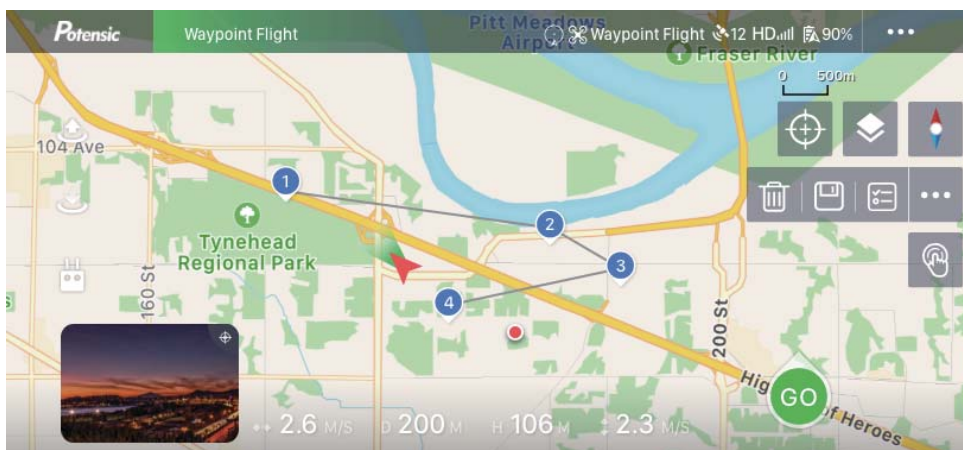 Potensic
Waypoint Flight
Waypoint Flight 12 HD 90%
Pitt Meadows
Airport
Fraser River
0 500m
104 Ave
1
2
3
4
Tynehead
Regional Park
160 St
200 St
GO
of Heroes
2.6 M/S D 200 M H 106 M 2.3 M/S